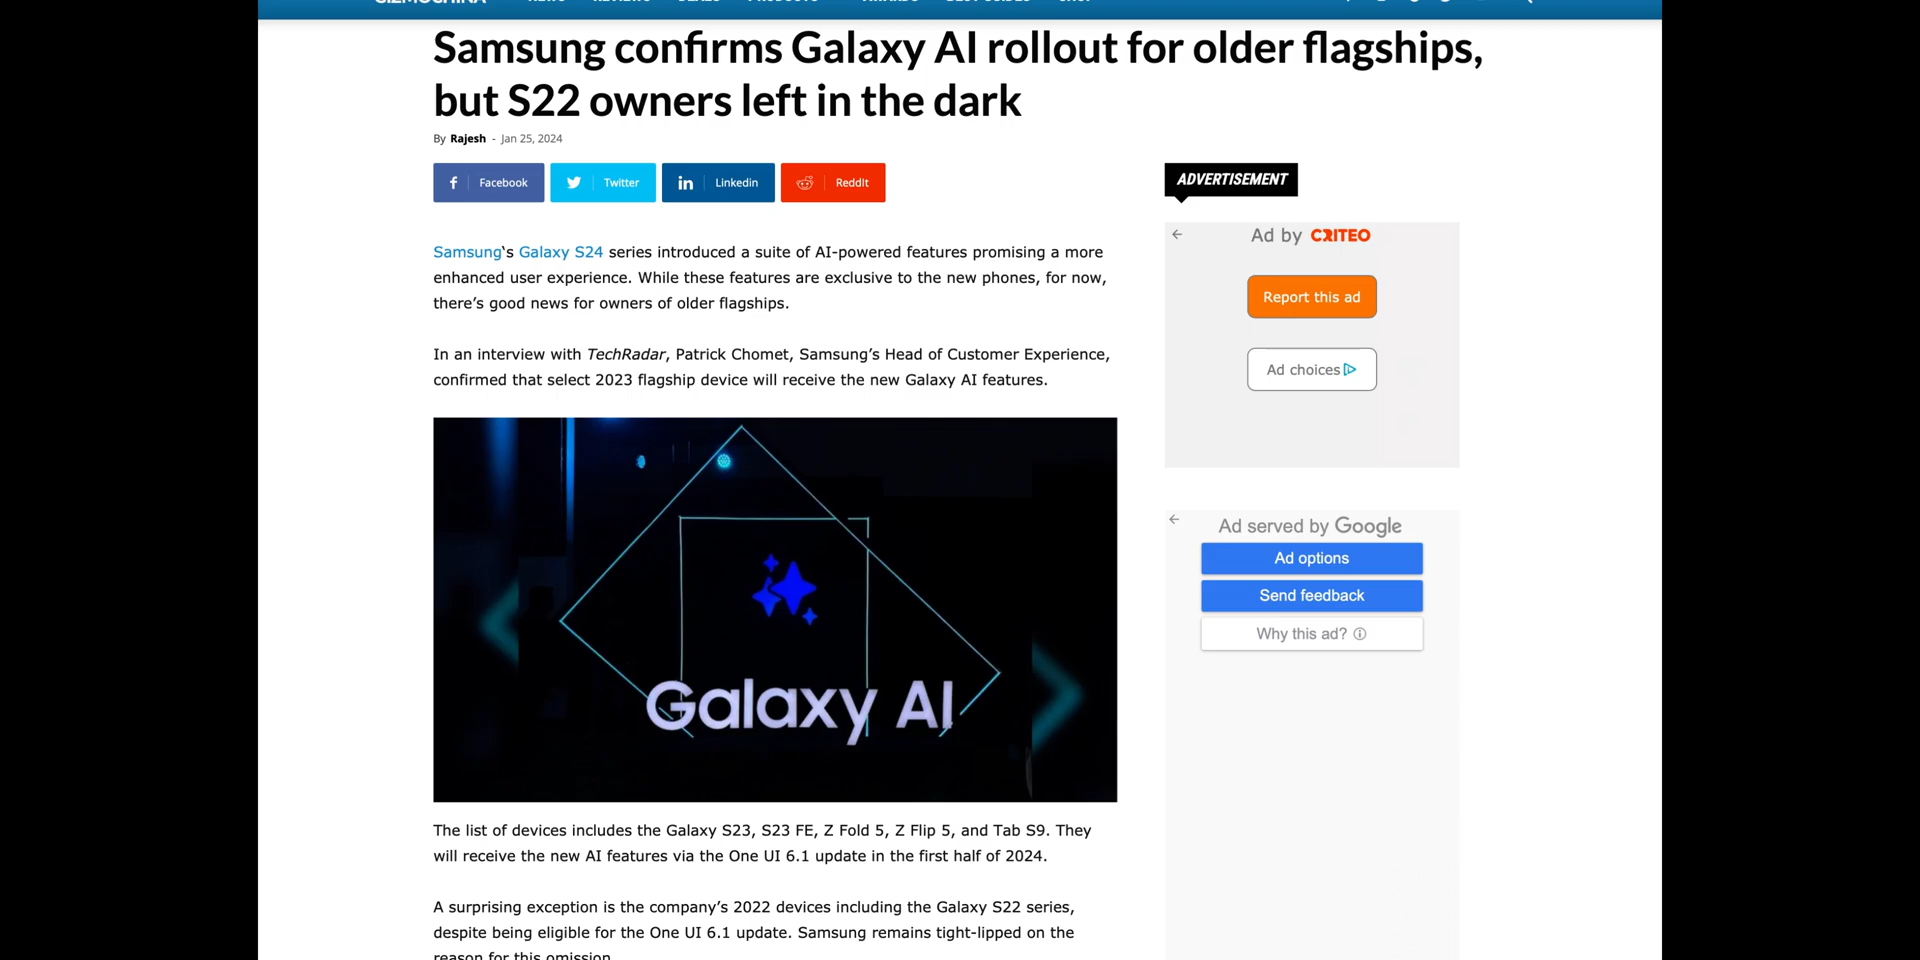 Samsung confirms Galaxy AI rollout for older flagships,
but S22 owners left in the dark
By Rajesh - Jan 25, 2024
Facebook
Twitter
Linkedin
ReddIt
ADVERTISEMENT
Samsung‘s Galaxy S24 series introduced a suite of AI-powered features promising a more
enhanced user experience. While these features are exclusive to the new phones, for now,
there’s good news for owners of older flagships.
In an interview with TechRadar, Patrick Chomet, Samsung’s Head of Customer Experience,
confirmed that select 2023 flagship device will receive the new Galaxy AI features.
Ad by CRITEO
Report this ad
Ad choices
Galaxy AI
Ad served by Google
Ad options
Send feedback
Why this ad?
The list of devices includes the Galaxy S23, S23 FE, Z Fold 5, Z Flip 5, and Tab S9. They
will receive the new AI features via the One UI 6.1 update in the first half of 2024.
A surprising exception is the company’s 2022 devices including the Galaxy S22 series,
despite being eligible for the One UI 6.1 update. Samsung remains tight-lipped on the
reason for this omission.